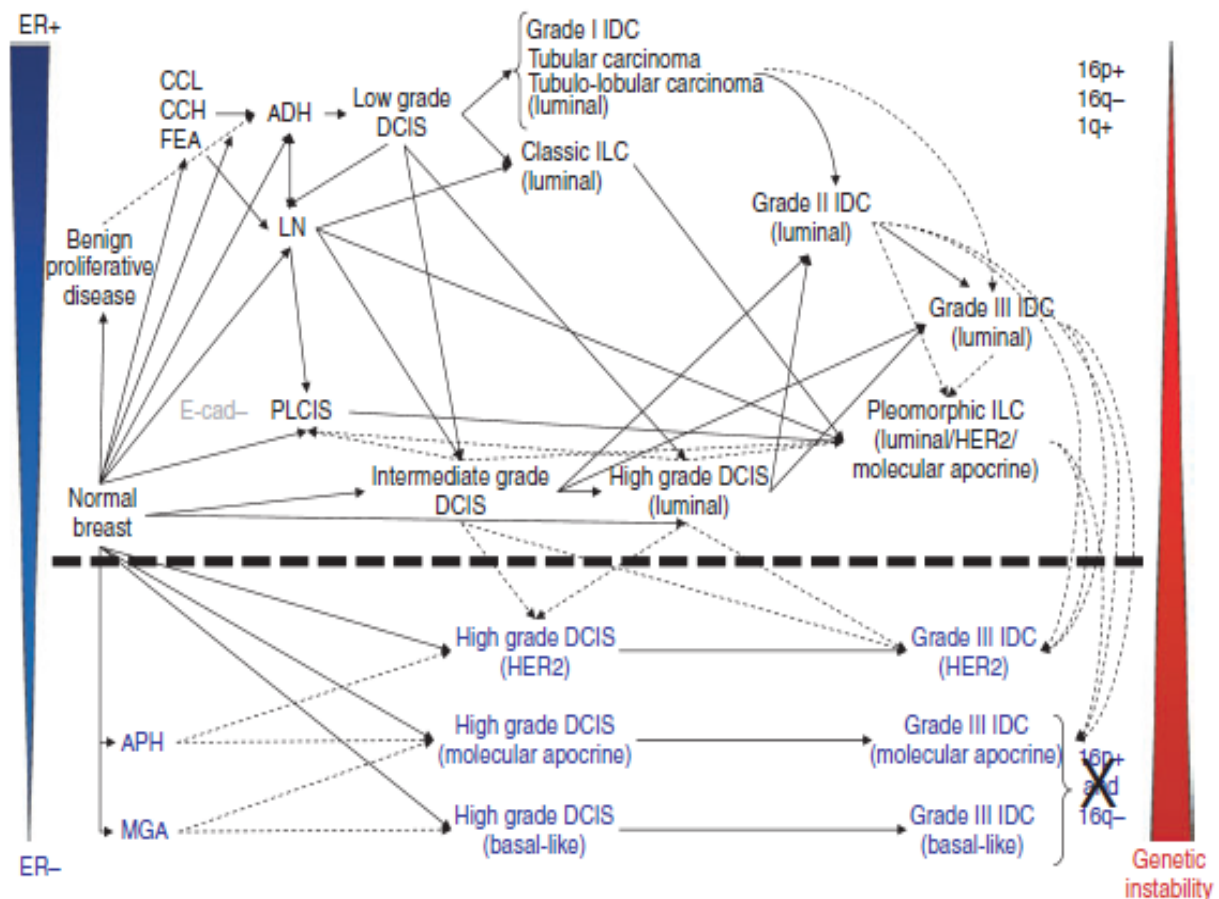 ER+
Grade I IDC
Tubular carcinoma
Tubulo-lobular carcinoma
(luminal)
16p+
16q–
1q+
CCL
CCH
FEA
ADH
Low grade
DCIS
Classic ILC
(luminal)
Grade II IDC
(luminal)
LN
Benign
proliferative
disease
Grade III IDC
(luminal)
E-cad–
PLCIS
Pleomorphic ILC
(luminal/HER2/
molecular apocrine)
Normal
breast
Intermediate grade
DCIS
High grade DCIS
(luminal)
High grade DCIS
(HER2)
Grade III IDC
(HER2)
APH
High grade DCIS
(molecular apocrine)
Grade III IDC
(molecular apocrine)
16p+
and
16q–
MGA
High grade DCIS
(basal-like)
Grade III IDC
(basal-like)
ER–
Genetic
instability